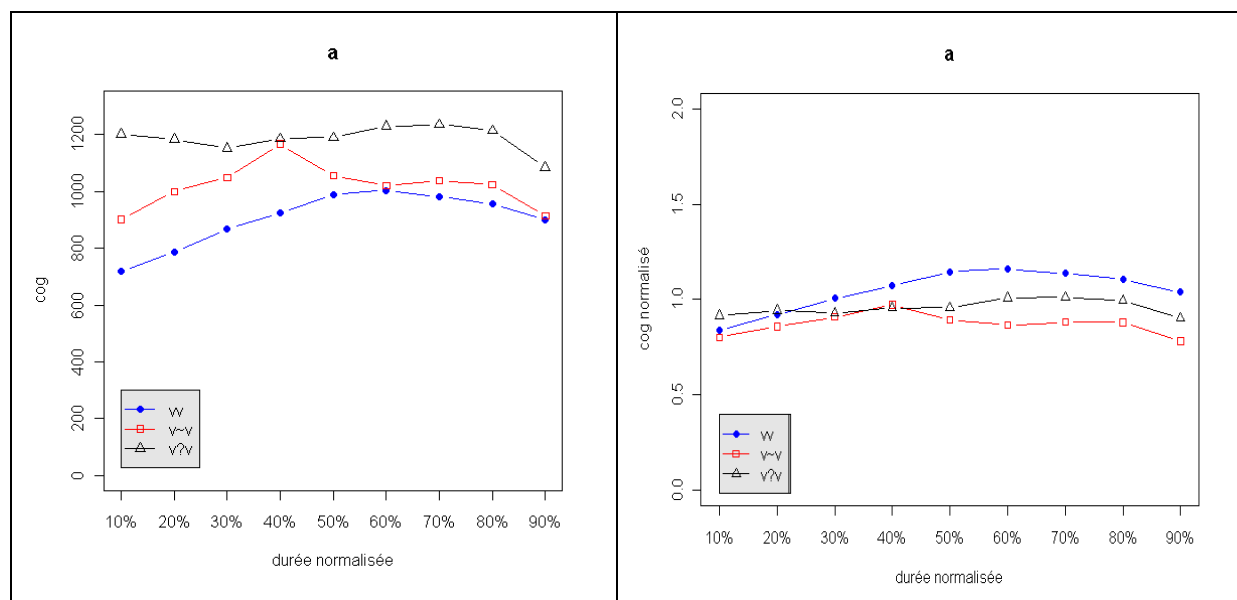 a
cog
0
200
400
600
800
1000
1200
vv
v~v
v?v
10% 20% 30% 40% 50% 60% 70% 80% 90%
durée normalisée
a
cog normalisé
0.0
0.5
1.0
1.5
2.0
vv
v~v
v?v
10% 20% 30% 40% 50% 60% 70% 80% 90%
durée normalisée